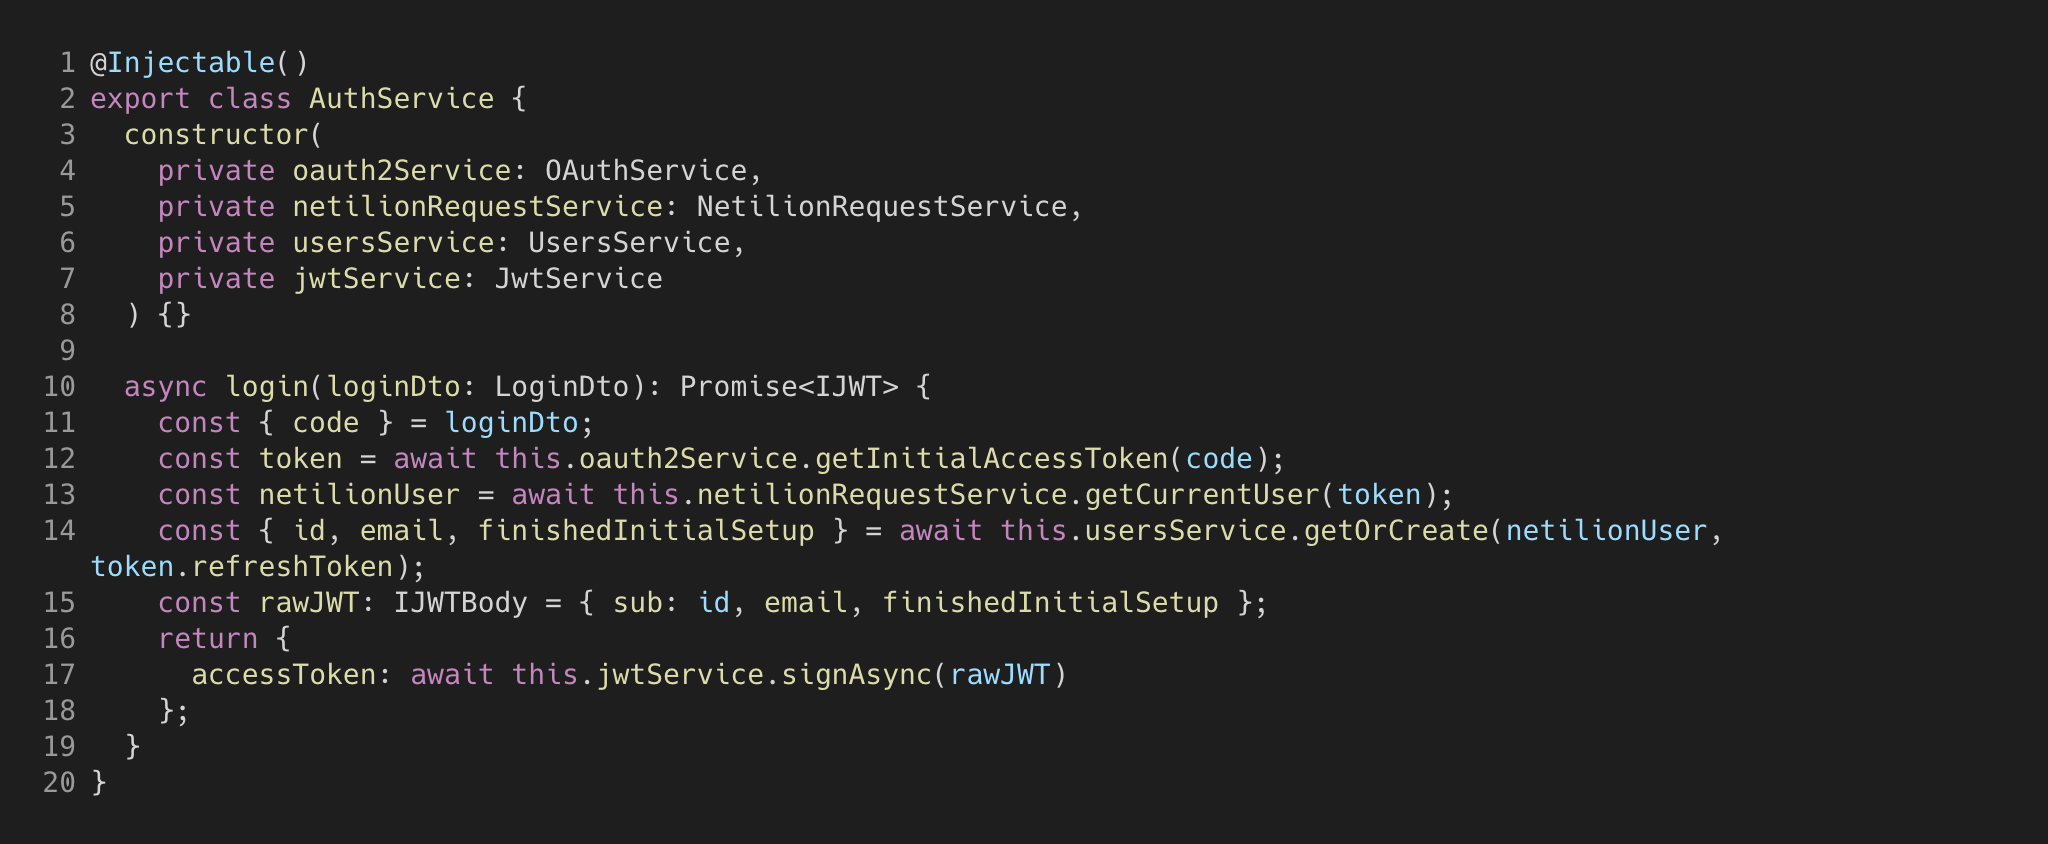 1 @Injectable()
2 export class AuthService {
3   constructor(
4     private oauth2Service: OAuthService,
5     private netilionRequestService: NetilionRequestService,
6     private usersService: UsersService,
7     private jwtService: JwtService
8   ) {}
9
10   async login(loginDto: LoginDto): Promise<IJWT> {
11     const { code } = loginDto;
12     const token = await this.oauth2Service.getInitialAccessToken(code);
13     const netilionUser = await this.netilionRequestService.getCurrentUser(token);
14     const { id, email, finishedInitialSetup } = await this.usersService.getOrCreate(netilionUser,
token.refreshToken);
15     const rawJWT: IJWTBody = { sub: id, email, finishedInitialSetup };
16     return {
17       accessToken: await this.jwtService.signAsync(rawJWT)
18     };
19   }
20 }